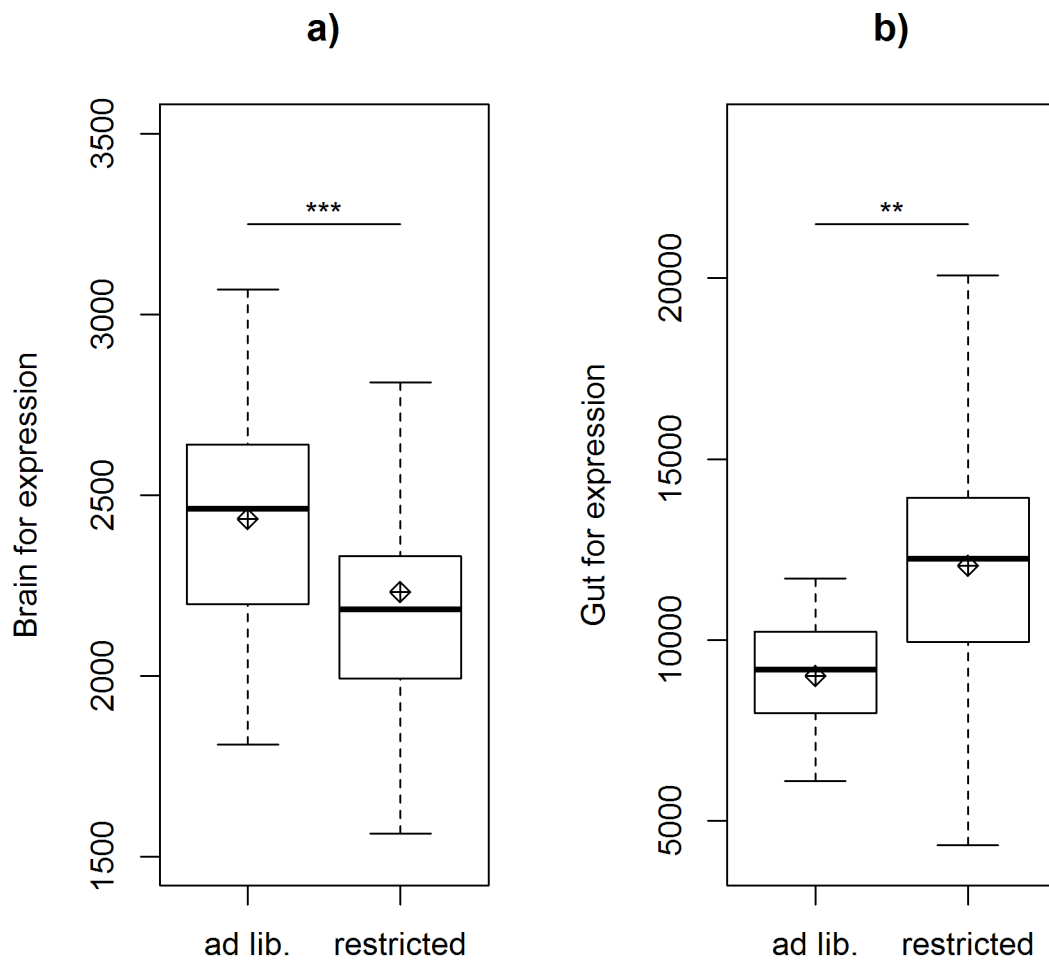 a)
Brain for expression
3500
3000
2500
2000
1500
***
ad lib.
restricted
b)
Gut for expression
20000
15000
10000
5000
**
ad lib.
restricted